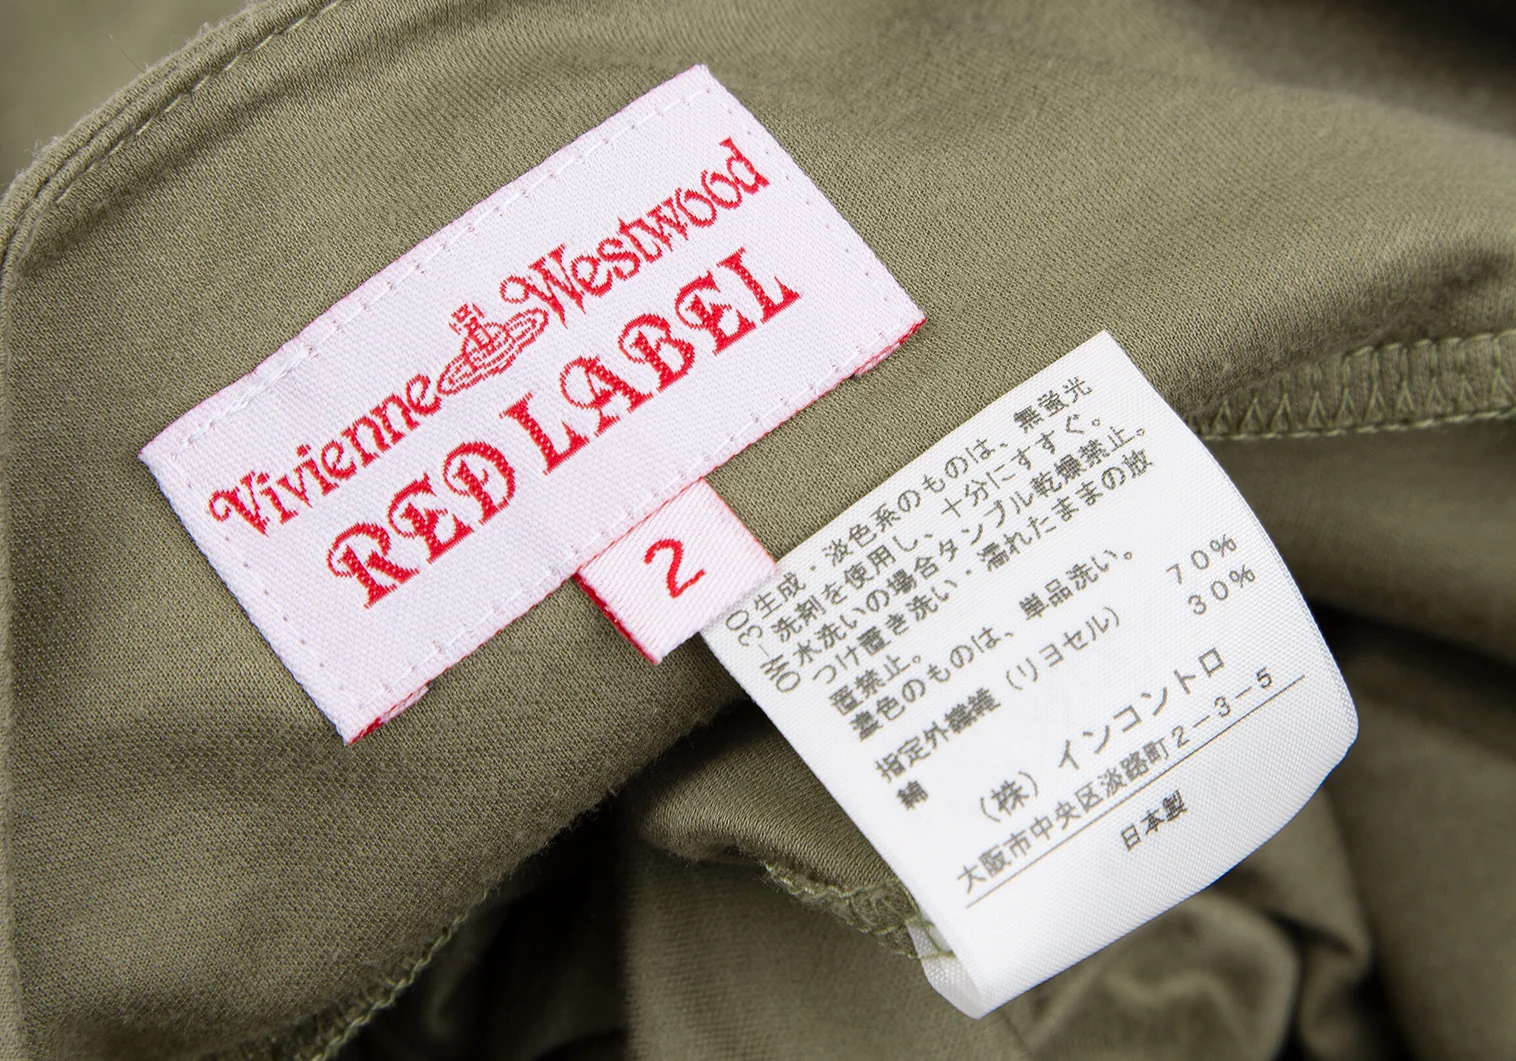 Vivienne Westwood
RED LABEL
2
OW-30
生成・淡色系のものは、無蛍光
洗剤を使用し、十分にすすぐ。
水洗いの場合タンブル乾燥禁止。
つけ置き洗い・濡れたままの放
置禁止。
濃色のものは、単品洗い。
指定外繊維（リヨセル） 70%
綿 30%
（株）インコントロ
大阪市中央区淡路町2-3-5
日本製